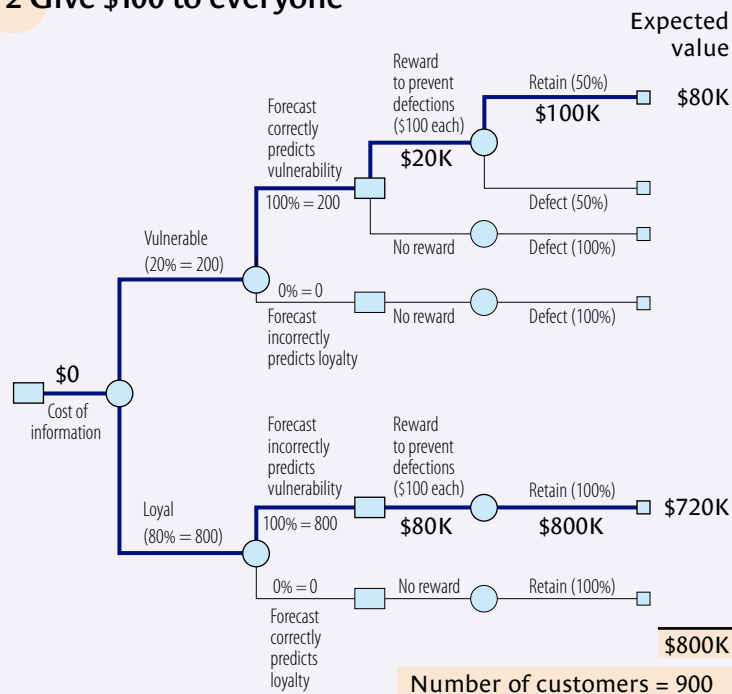 2 Give $100 to everyone
Expected
value
Reward
to prevent
defections
($100 each)
$20K
Retain (50%)
$100K
$80K
Forecast
correctly
predicts
vulnerability
100% = 200
Defect (50%)
No reward
Defect (100%)
Vulnerable
(20% = 200)
0% = 0
Forecast
incorrectly
predicts loyalty
No reward
Defect (100%)
$0
Cost of
information
Forecast
incorrectly
predicts
vulnerability
100% = 800
Reward
to prevent
defections
($100 each)
$80K
Retain (100%)
$800K
$720K
Loyal
(80% = 800)
0% = 0
Forecast
correctly
predicts
loyalty
No reward
Retain (100%)
$800K
Number of customers = 900